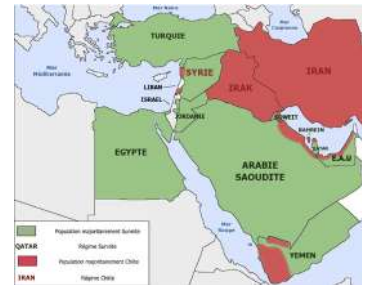 Mer Noire
Mer
Caspienne
TURQUIE
Mer
Méditerranée
SYRIE
LIBAN
IRAK
IRAN
ISRAEL
JORDANIE
KOWEIT
BAHREIN
QATAR
E.A.U
EGYPTE
ARABIE
SAOUDITE
Mer
Rouge
YEMEN
Population majoritairement Sunnite
QATAR Régime Sunnite
Population majoritairement Chiite
IRAN Régime Chiite